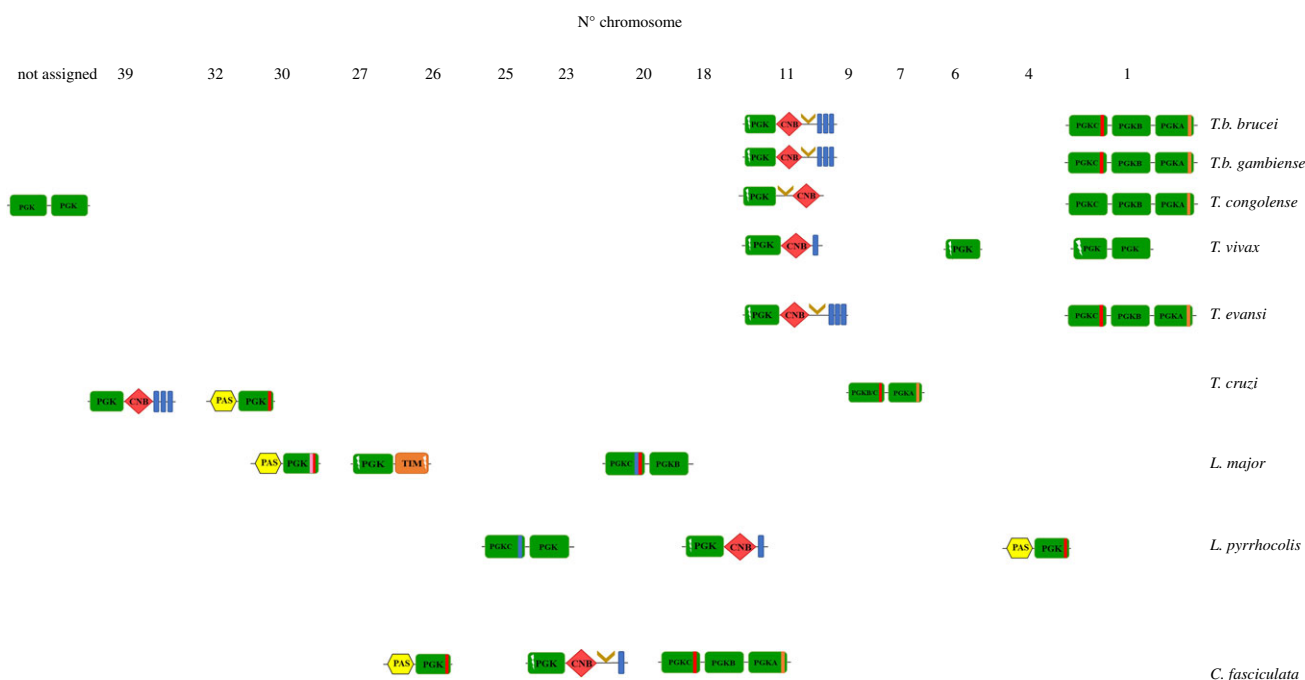 N° chromosome
not assigned 39 32 30 27 26 25 23 20 18 11 9 7 6 4 1
PGK CNB PGKC PGKB PGKA T.b. brucei
PGK CNB PGKC PGKB PGKA T.b. gambiense
PGK PGK PGK CNB PGKC PGKB PGKA T. congolense
PGK CNB PGK PGK PGK T. vivax
PGK CNB PGKC PGKB PGKA T. evansi
PGK CNB PAS PGK PGKB/C PGKA T. cruzi
PAS PGK PGK TIM PGKC PGKB L. major
PGKC PGK PGK CNB PAS PGK L. pyrrhocolis
PAS PGK PGK CNB PGKC PGKB PGKA C. fasciculata